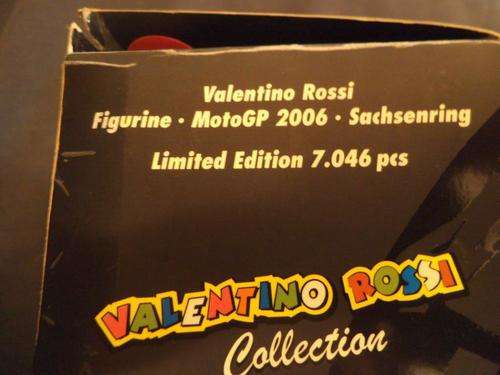 Valentino Rossi
Figurine · MotoGP 2006 · Sachsenring
Limited Edition 7.046 pcs
VALENTINO ROSSI
Collection